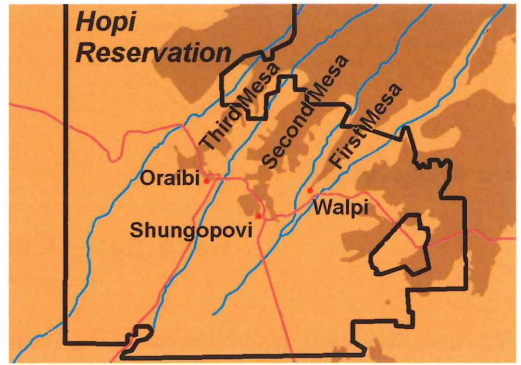 Hopi
Reservation
Third Mesa
Second Mesa
First Mesa
Oraibi
Walpi
Shungopovi